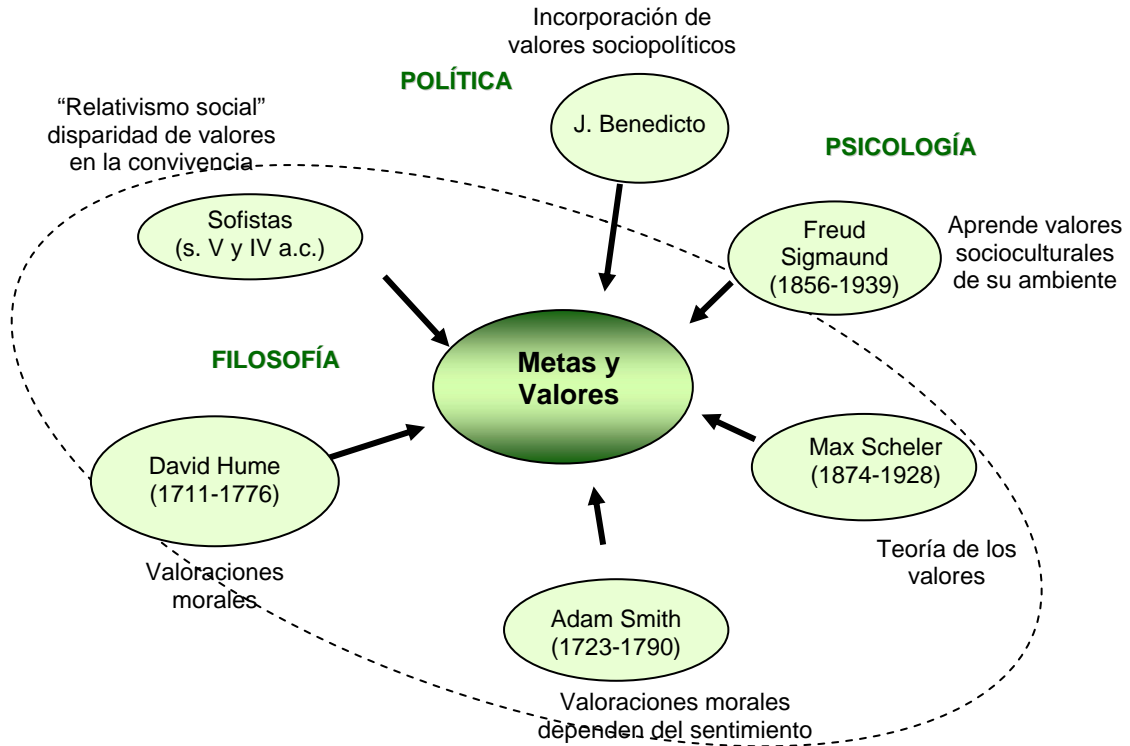 Incorporación de
valores sociopolíticos
POLÍTICA
J. Benedicto
“Relativismo social”
disparidad de valores
en la convivencia
PSICOLOGÍA
Sofistas
(s. V y IV a.c.)
Freud
Sigmaund
(1856-1939)
Aprende valores
socioculturales
de su ambiente
FILOSOFÍA
Metas y
Valores
David Hume
(1711-1776)
Valoraciones
morales
Max Scheler
(1874-1928)
Teoría de los
valores
Adam Smith
(1723-1790)
Valoraciones morales
dependen del sentimiento